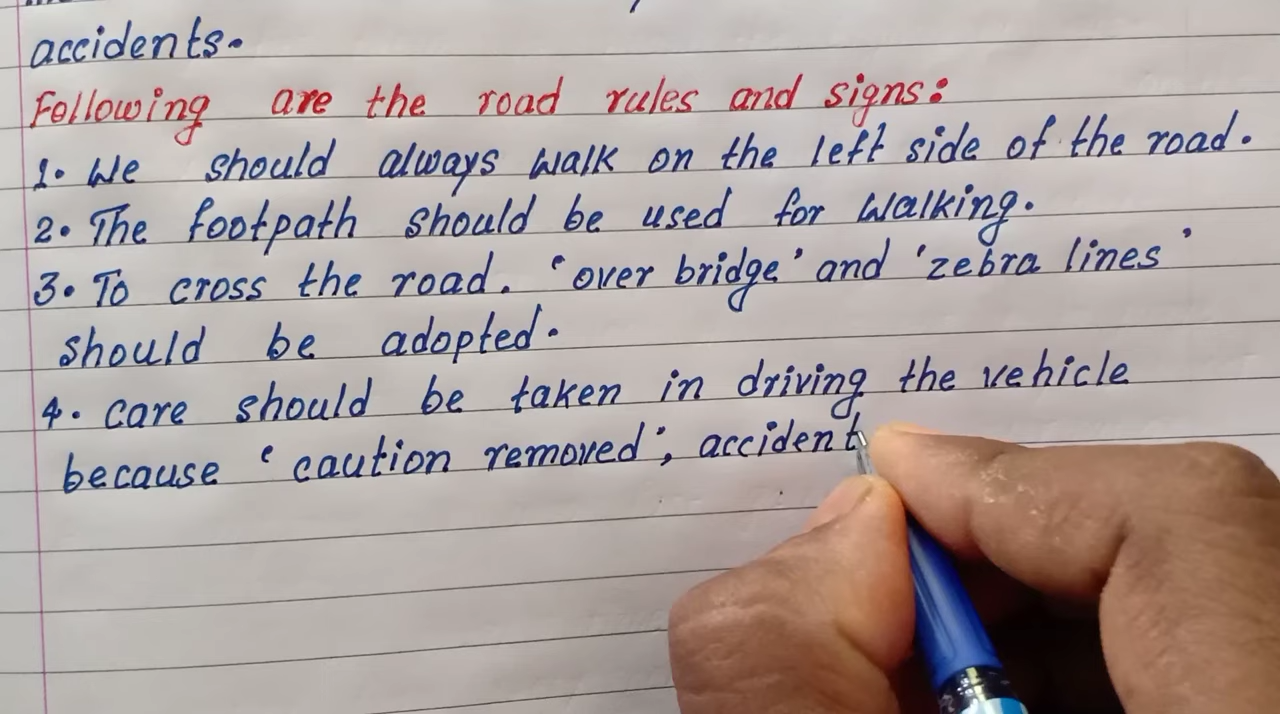 accidents.
Following are the road rules and signs:
1. We should always walk on the left side of the road.
2. The footpath should be used for walking.
3. To cross the road. 'over bridge' and 'zebra lines'
should be adopted.
4. care should be taken in driving the vehicle
because 'caution removed', accident